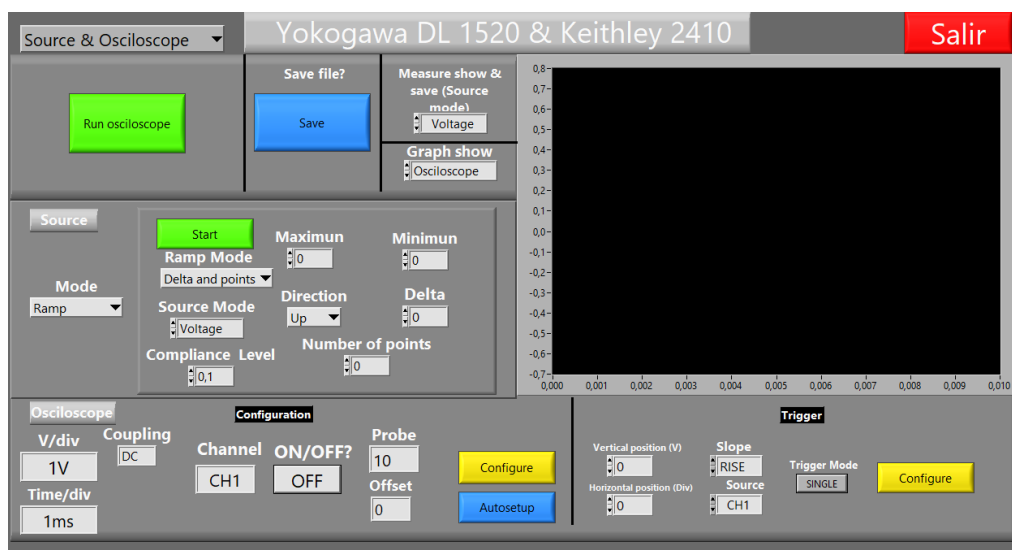 Source & Osciloscope
Yokogawa DL 1520 & Keithley 2410
Salir
Run osciloscope
Save file?
Save
Measure show &
save (Source
mode)
Voltage
Graph show
Osciloscope
0,8
0,7
0,6
0,5
0,4
0,3
0,2
0,1
0,0
-0,1
-0,2
-0,3
-0,4
-0,5
-0,6
-0,7
0,000 0,001 0,002 0,003 0,004 0,005 0,006 0,007 0,008 0,009 0,010
Source
Mode
Ramp
Start
Ramp Mode
Delta and points
Source Mode
Voltage
Compliance Level
0,1
Maximun
0
Minimun
0
Direction
Up
Delta
0
Number of points
0
Osciloscope
Configuration
V/div
1V
Time/div
1ms
Coupling
DC
Channel
CH1
ON/OFF?
OFF
Probe
10
Offset
0
Configure
Autosetup
Trigger
Vertical position (V)
0
Horizontal position (Div)
0
Slope
RISE
Source
CH1
Trigger Mode
SINGLE
Configure